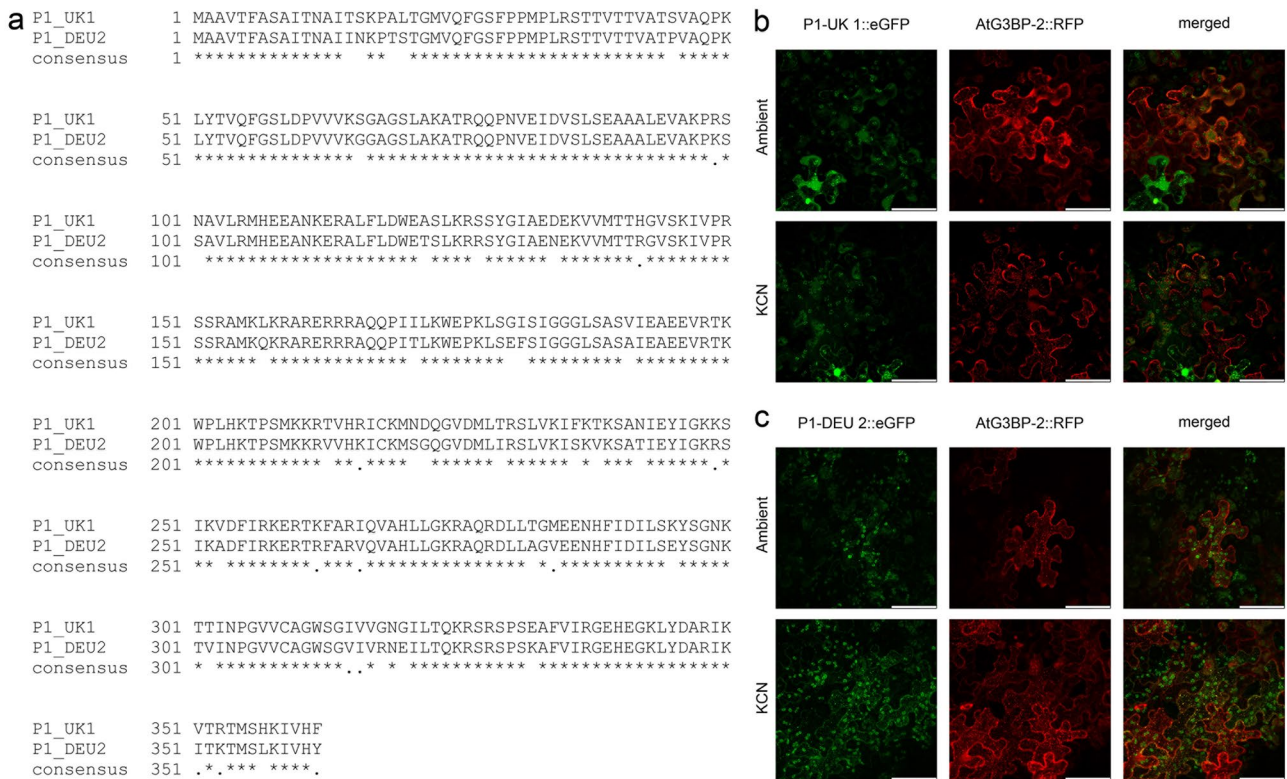 a
P1_UK1 1 MAAVTFASAITNAITSKPALTGMVQFGSFPPMPLRSTTVTTVATSVAQPK
P1_DEU2 1 MAAVTFASAITNAIINKPTSTGMVQFGSFPPMPLRSTTVTTVATPVAQPK
consensus 1 **************  **  ************************ *****
P1_UK1 51 LYTVQFGSLDPVVVKSGAGSLAKATRQQPNVEIDVSLSEAAALEVAKPRS
P1_DEU2 51 LYTVQFGSLDPVVVKGGAGSLAKATRQQPNVEIDVSLSEAAALEVAKPKS
consensus 51 *************** ********************************.*
P1_UK1 101 NAVLRMHEEANKERALFLDWEASLKRSSYGIAEDEKVVMTTHGVSKIVPR
P1_DEU2 101 SAVLRMHEEANKERALFLDWETSLKRRSYGIAENEKVVMTTRGVSKIVPR
consensus 101  ******************** **** ****** *******.********
P1_UK1 151 SSRAMKLKRARERRRAQQPIILKWEPKLSGISIGGGLSASVIEAEEVRTK
P1_DEU2 151 SSRAMKQKRARERRRAQQPITLKWEPKLSEFSIGGGLSASAIEAEEVRTK
consensus 151 ****** ************* ********  ********* *********
P1_UK1 201 WPLHKTPSMKKRTVHRICKMNDQGVDMLTRSLVKIFKTKSANIEYIGKKS
P1_DEU2 201 WPLHKTPSMKKRVVHKICKMSGQGVDMLIRSLVKISKVKSATIEYIGKRS
consensus 201 ************ **.****  ****** ****** * *** ******.*
P1_UK1 251 IKVDFIRKERTKFARIQVAHLLGKRAQRDLLTGMEENHFIDILSKYSGNK
P1_DEU2 251 IKADFIRKERTRFARVQVAHLLGKRAQRDLLAGVEENHFIDILSEYSGNK
consensus 251 ** ********.***.*************** *.********** *****
P1_UK1 301 TTINPGVVCAGWSGIVVGNGILTQKRSRSPSEAFVIRGEHEGKLYDARIK
P1_DEU2 301 TVINPGVVCAGWSGVIVRNEILTQKRSRSPSKAFVIRGEHEGKLYDARIK
consensus 301 * ************..* * *********** ******************
P1_UK1 351 VTRTMSHKIVHF
P1_DEU2 351 ITKTMSLKIVHY
consensus 351 .*.*** ****.
b
P1-UK 1::eGFP AtG3BP-2::RFP merged
Ambient
KCN
c
P1-DEU 2::eGFP AtG3BP-2::RFP merged
Ambient
KCN